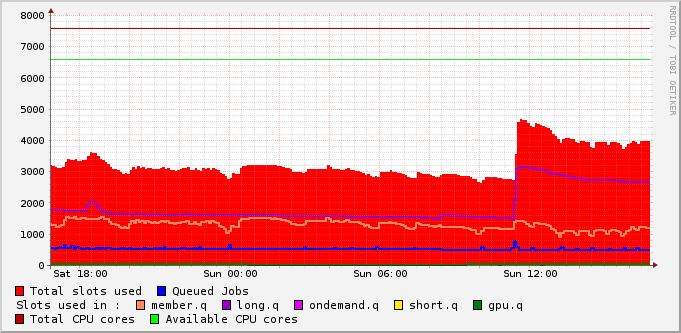 8000
7000
6000
5000
4000
3000
2000
1000
0
Sat 18:00 Sun 00:00 Sun 06:00 Sun 12:00
RRDTOOL / TOBI OETIKER
Total slots used Queued Jobs
Slots used in : member.q long.q ondemand.q short.q gpu.q
Total CPU cores Available CPU cores